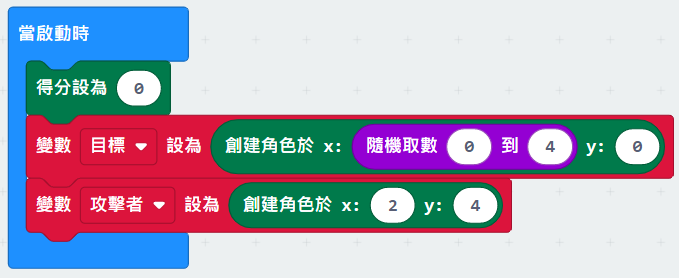 當啟動時
得分設為 0
變數 目標 設為 創建角色於 x: 隨機取數 0 到 4 y: 0
變數 攻擊者 設為 創建角色於 x: 2 y: 4